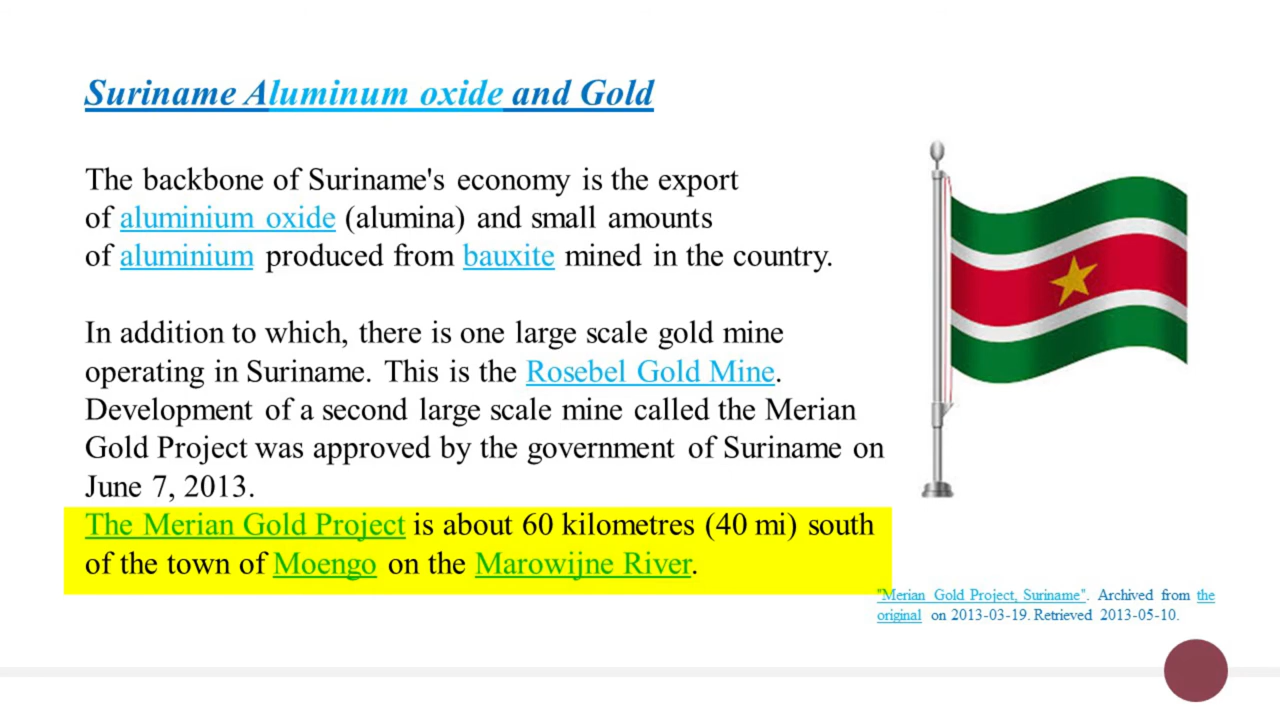 Suriname Aluminum oxide and Gold
The backbone of Suriname's economy is the export
of aluminium oxide (alumina) and small amounts
of aluminium produced from bauxite mined in the country.
In addition to which, there is one large scale gold mine
operating in Suriname. This is the Rosebel Gold Mine.
Development of a second large scale mine called the Merian
Gold Project was approved by the government of Suriname on
June 7, 2013.
The Merian Gold Project is about 60 kilometres (40 mi) south
of the town of Moengo on the Marowijne River.
"Merian Gold Project, Suriname". Archived from the
original on 2013-03-19. Retrieved 2013-05-10.